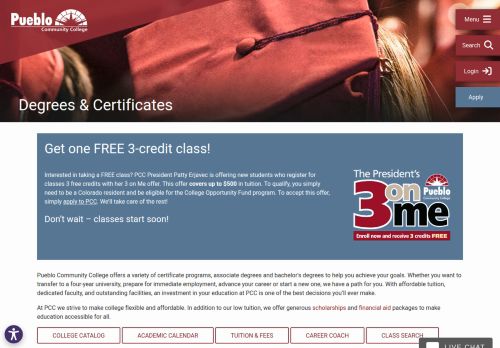 Pueblo
Community College
Menu
Search
Login
Apply
Degrees & Certificates
Get one FREE 3-credit class!
Interested in taking a FREE class? PCC President Patty Erjavec is offering new students who register for
classes 3 free credits with her 3 on Me offer. This offer covers up to $500 in tuition. To qualify, you simply
need to be a Colorado resident and be eligible for the College Opportunity Fund program. To accept this offer,
simply apply to PCC. We'll take care of the rest!
Don't wait – classes start soon!
The President's
3 on me
Pueblo
Community College
Enroll now and receive 3 credits FREE
Pueblo Community College offers a variety of certificate programs, associate degrees and bachelor's degrees to help you achieve your goals. Whether you want to
transfer to a four-year university, prepare for immediate employment, advance your career or start a new one, we have a path for you. With affordable tuition,
dedicated faculty, and outstanding facilities, an investment in your education at PCC is one of the best decisions you'll ever make.
At PCC we strive to make college flexible and affordable. In addition to our low tuition, we offer generous scholarships and financial aid packages to make
education accessible for all.
COLLEGE CATALOG
ACADEMIC CALENDAR
TUITION & FEES
CAREER COACH
CLASS SEARCH
LIVE CHAT